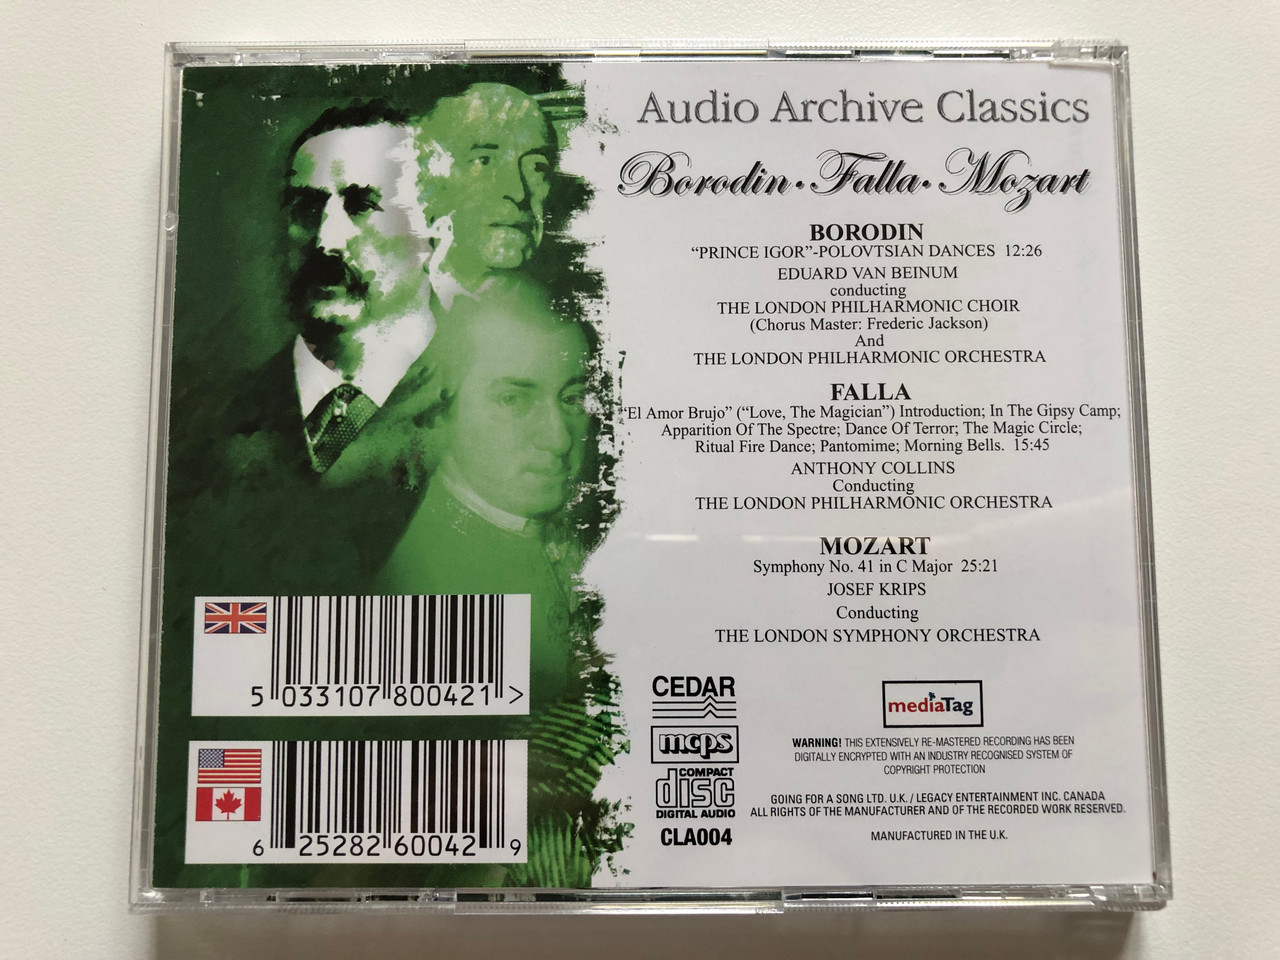 Audio Archive Classics
Borodin · Falla · Mozart
BORODIN
“PRINCE IGOR”-POLOVTSIAN DANCES 12:26
EDUARD VAN BEINUM
conducting
THE LONDON PHILHARMONIC CHOIR
(Chorus Master: Frederic Jackson)
And
THE LONDON PHILHARMONIC ORCHESTRA
FALLA
“El Amor Brujo” (“Love, The Magician”) Introduction; In The Gipsy Camp;
Apparition Of The Spectre; Dance Of Terror; The Magic Circle;
Ritual Fire Dance; Pantomime; Morning Bells. 15:45
ANTHONY COLLINS
Conducting
THE LONDON PHILHARMONIC ORCHESTRA
MOZART
Symphony No. 41 in C Major 25:21
JOSEF KRIPS
Conducting
THE LONDON SYMPHONY ORCHESTRA
5 033107 800421 >
6 25282 60042 9
CEDAR
mcps
COMPACT
disc
DIGITAL AUDIO
CLA004
mediaTag
WARNING! THIS EXTENSIVELY RE-MASTERED RECORDING HAS BEEN
DIGITALLY ENCRYPTED WITH AN INDUSTRY RECOGNISED SYSTEM OF
COPYRIGHT PROTECTION
GOING FOR A SONG LTD. U.K. / LEGACY ENTERTAINMENT INC. CANADA
ALL RIGHTS OF THE MANUFACTURER AND OF THE RECORDED WORK RESERVED.
MANUFACTURED IN THE U.K.